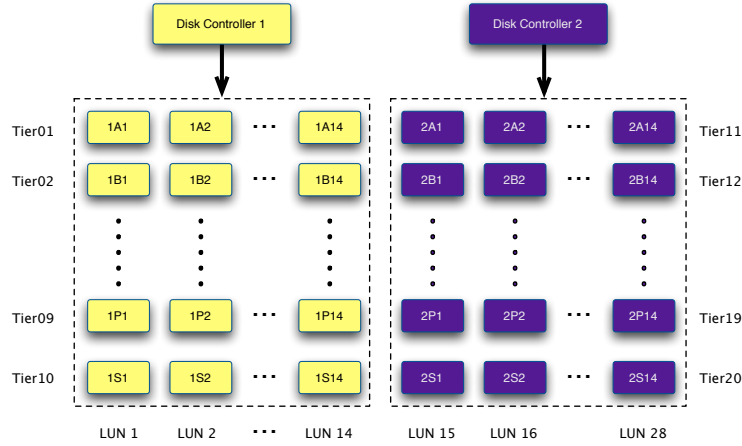 Disk Controller 1
Disk Controller 2
Tier01 1A1 1A2 ... 1A14 2A1 2A2 ... 2A14 Tier11
Tier02 1B1 1B2 ... 1B14 2B1 2B2 ... 2B14 Tier12
Tier09 1P1 1P2 ... 1P14 2P1 2P2 ... 2P14 Tier19
Tier10 1S1 1S2 ... 1S14 2S1 2S2 ... 2S14 Tier20
LUN 1 LUN 2 ... LUN 14 LUN 15 LUN 16 LUN 28